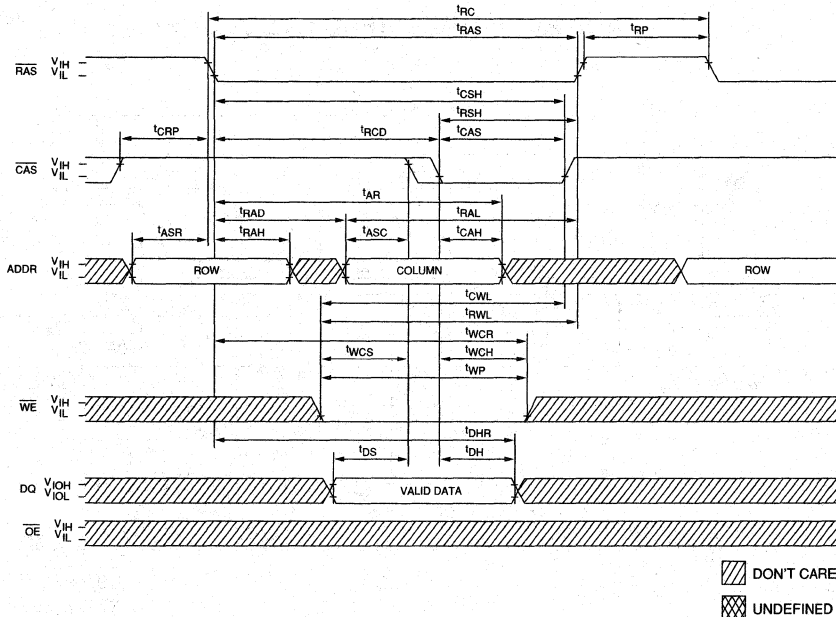 tRC
tRAS
tRP
RAS VIH
VIL
tCSH
tRSH
tCRP
tRCD
tCAS
CAS VIH
VIL
tAR
tRAD
tRAL
tASR
tRAH
tASC
tCAH
ADDR VIH
VIL
ROW
COLUMN
ROW
tCWL
tRWL
tWCR
tWCS
tWCH
tWP
WE VIH
VIL
tDHR
tDS
tDH
DQ VIOH
VIOL
VALID DATA
OE VIH
VIL
DON'T CARE
UNDEFINED